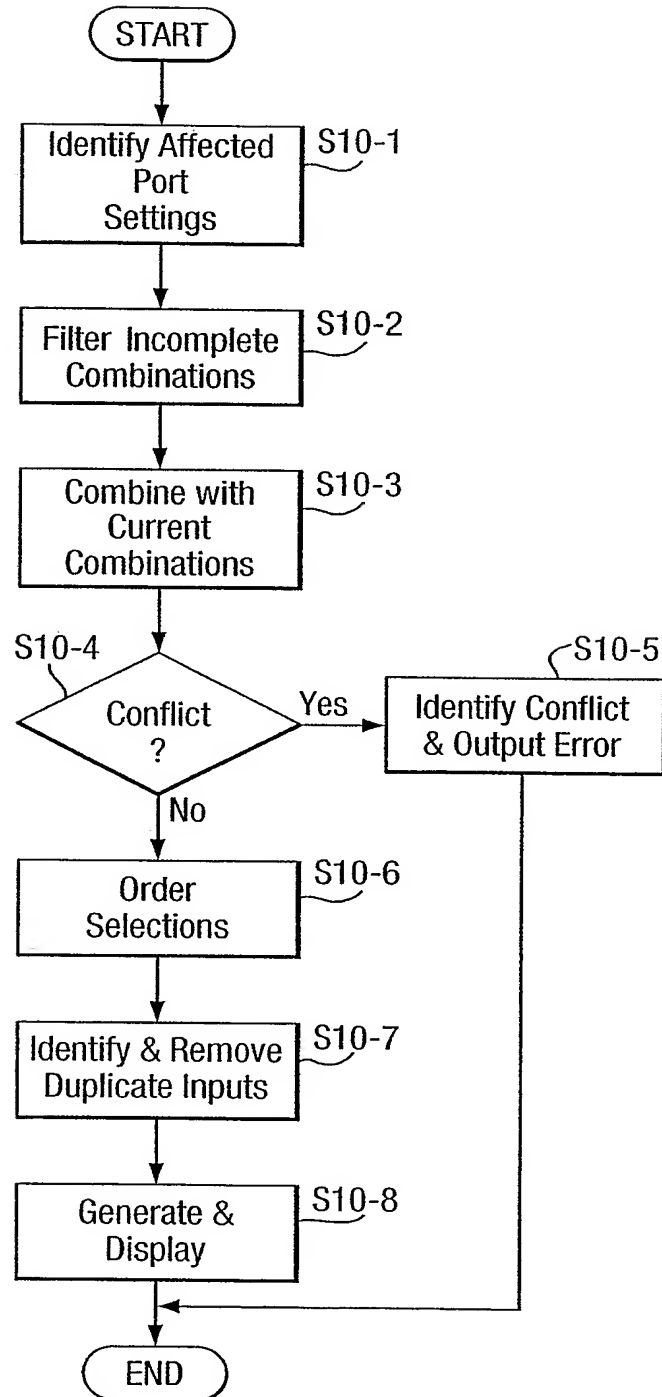 START
Identify Affected
Port
Settings
S10-1
Filter Incomplete
Combinations
S10-2
Combine with
Current
Combinations
S10-3
S10-4
Conflict
?
Yes
No
S10-5
Identify Conflict
& Output Error
Order
Selections
S10-6
Identify & Remove
Duplicate Inputs
S10-7
Generate &
Display
S10-8
END